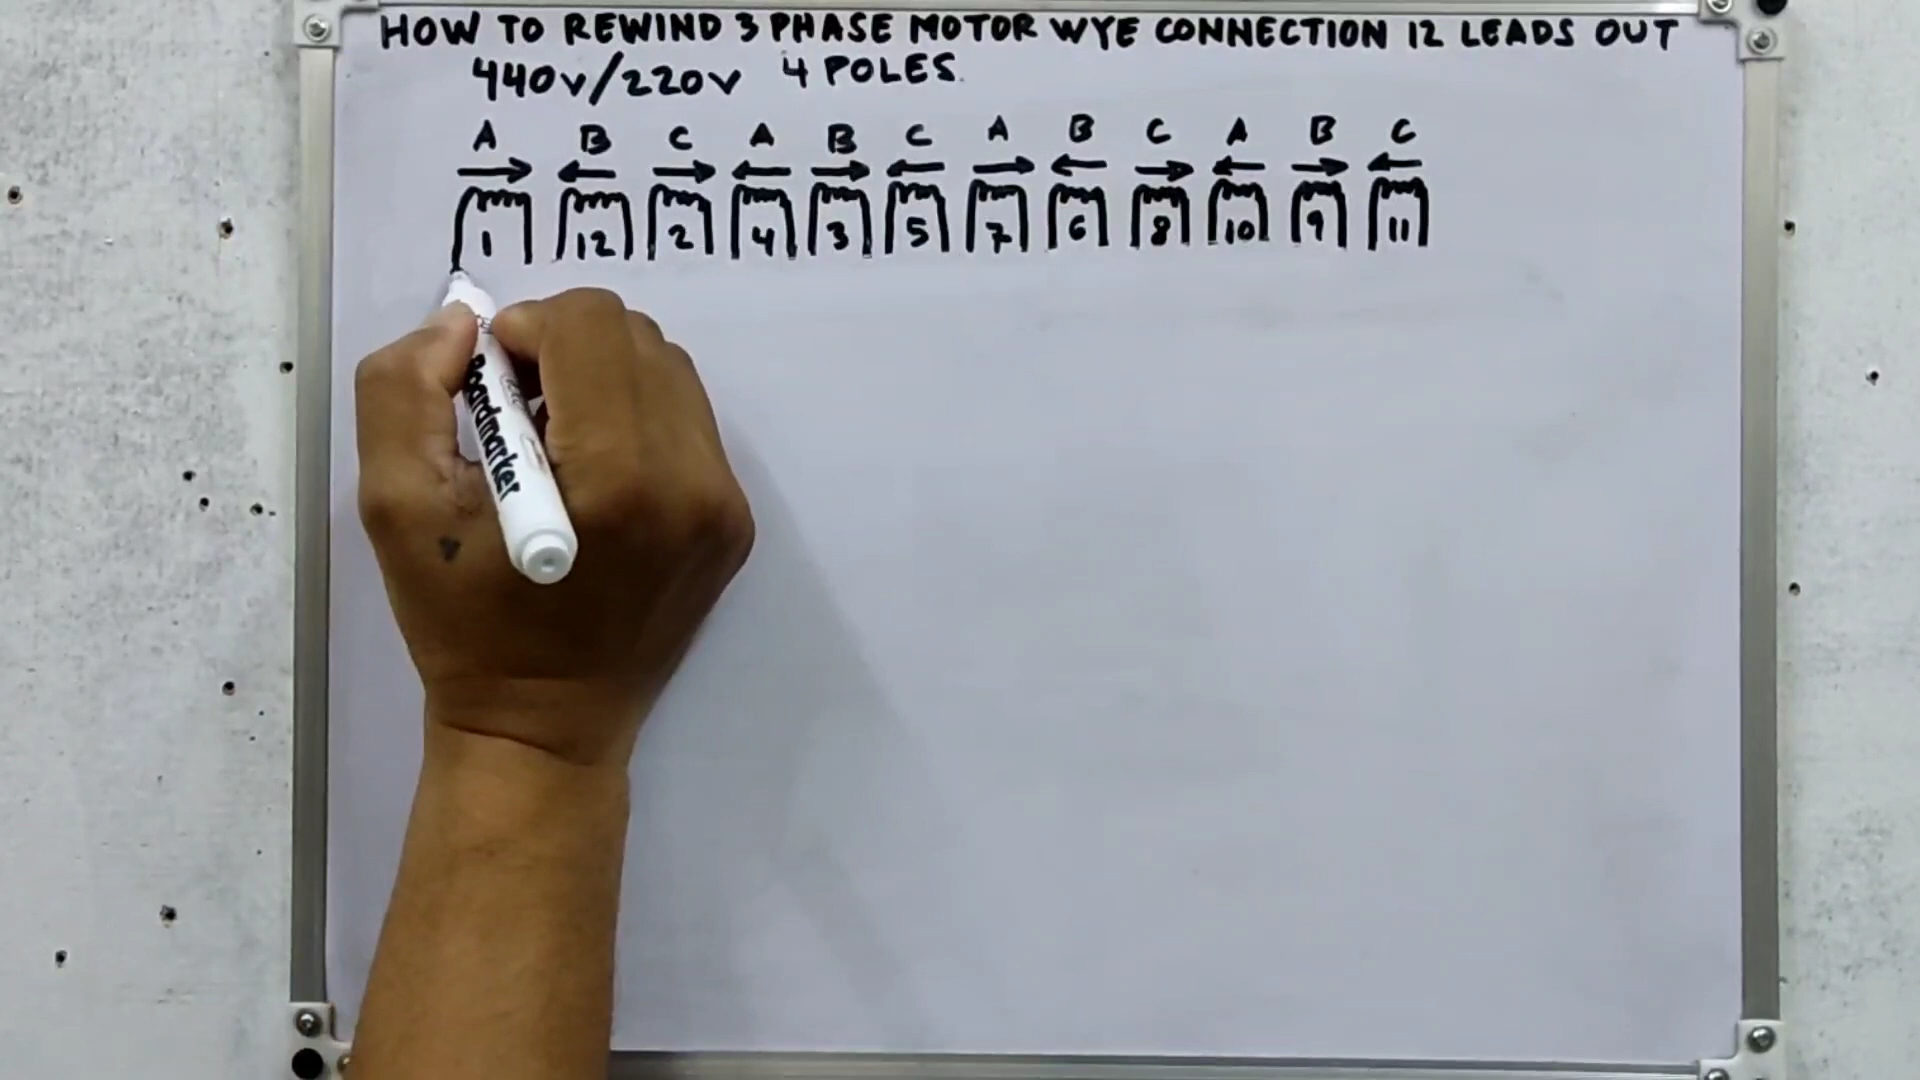 HOW TO REWIND 3 PHASE MOTOR WYE CONNECTION 12 LEADS OUT
440V/220V 4 POLES.
A B C A B C A B C A B C
1 12 2 4 3 5 7 6 8 10 9 11
Boardmarker